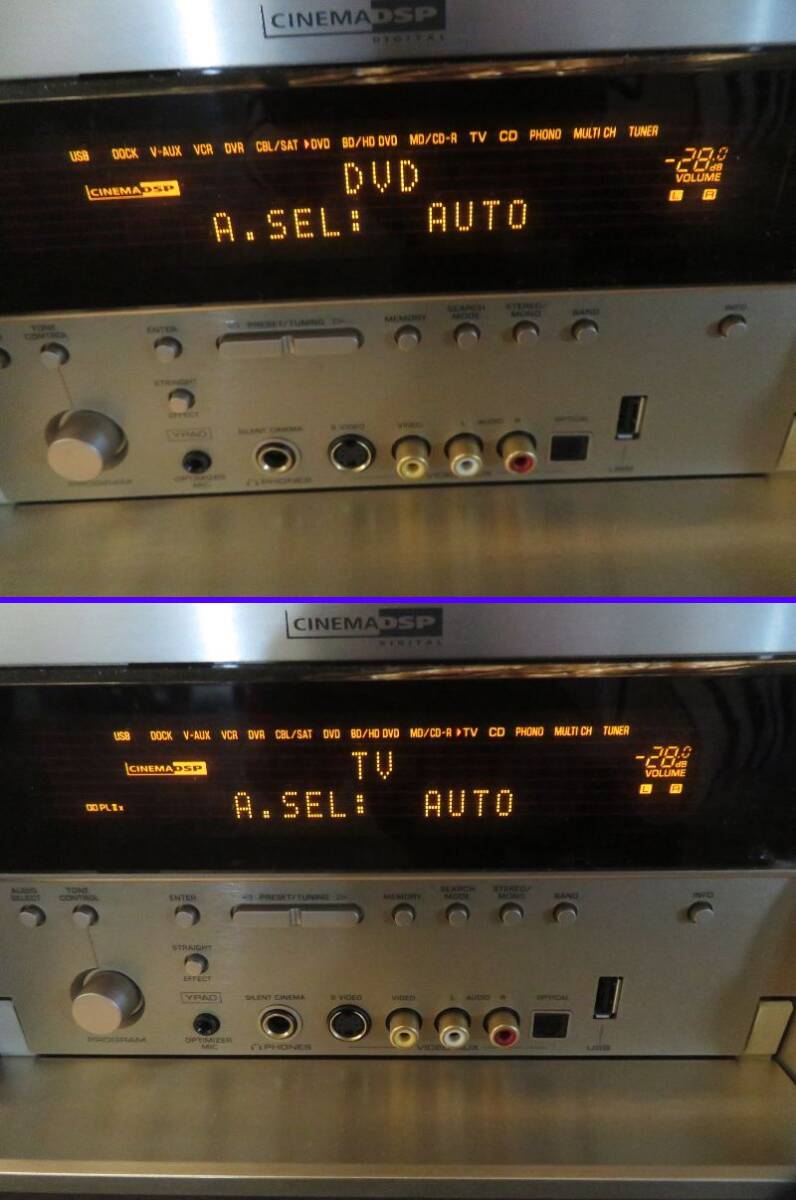 CINEMA DSP
DIGITAL
USB DOCK V-AUX VCR DVR CBL/SAT DVD BD/HD DVD MD/CD-R TV CD PHONO MULTI CH TUNER
CINEMA DSP
DVD
-28.0 dB
VOLUME
L R
A.SEL: AUTO
TONE CONTROL
ENTER
PRESET/TUNING
MEMORY
SEARCH MODE
STEREO/MONO
BAND
INFO
STRAIGHT
EFFECT
YPAO
OPTIMIZER MIC
SILENT CINEMA
PHONES
S VIDEO
VIDEO
L AUDIO R
OPTICAL
VIDEO AUX
USB
PROGRAM
CINEMA DSP
DIGITAL
USB DOCK V-AUX VCR DVR CBL/SAT DVD BD/HD DVD MD/CD-R TV CD PHONO MULTI CH TUNER
CINEMA DSP
TV
-28.0 dB
VOLUME
L R
PLIIx
A.SEL: AUTO
AUDIO SELECT
TONE CONTROL
ENTER
PRESET/TUNING
MEMORY
SEARCH MODE
STEREO/MONO
BAND
INFO
STRAIGHT
EFFECT
YPAO
OPTIMIZER MIC
SILENT CINEMA
PHONES
S VIDEO
VIDEO
L AUDIO R
OPTICAL
VIDEO AUX
USB
PROGRAM